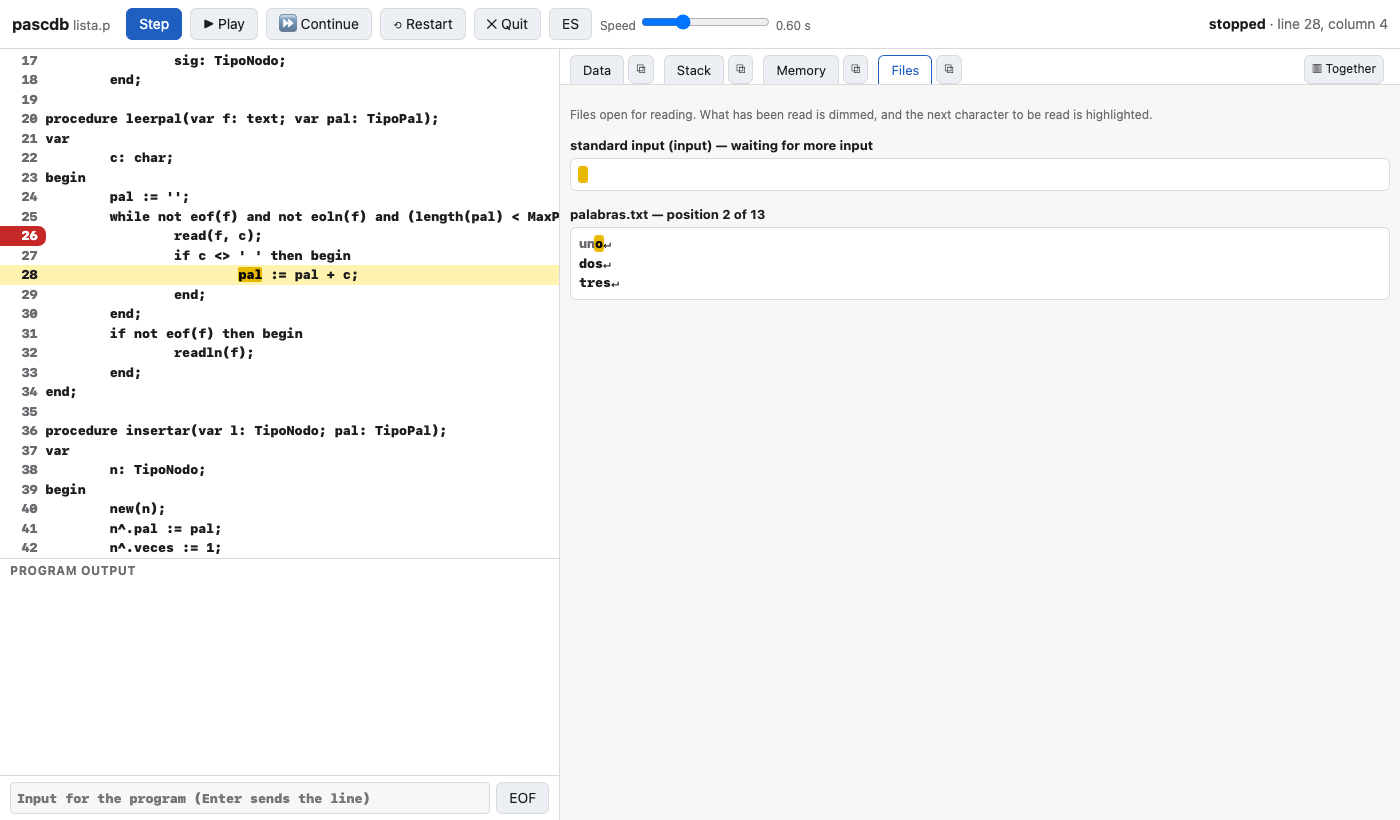 pascdb lista.p Step ▶ Play ⏩ Continue ⟲ Restart ✕ Quit ES Speed 0.60 s stopped · line 28, column 4
17 sig: TipoNodo;
18 end;
19
20 procedure leerpal(var f: text; var pal: TipoPal);
21 var
22 c: char;
23 begin
24 pal := '';
25 while not eof(f) and not eoln(f) and (length(pal) < MaxP
26 read(f, c);
27 if c <> ' ' then begin
28 pal := pal + c;
29 end;
30 end;
31 if not eof(f) then begin
32 readln(f);
33 end;
34 end;
35
36 procedure insertar(var l: TipoNodo; pal: TipoPal);
37 var
38 n: TipoNodo;
39 begin
40 new(n);
41 n^.pal := pal;
42 n^.veces := 1;
PROGRAM OUTPUT
Input for the program (Enter sends the line) EOF
Data Stack Memory Files Together
Files open for reading. What has been read is dimmed, and the next character to be read is highlighted.
standard input (input) — waiting for more input
palabras.txt — position 2 of 13
uno↵
dos↵
tres↵